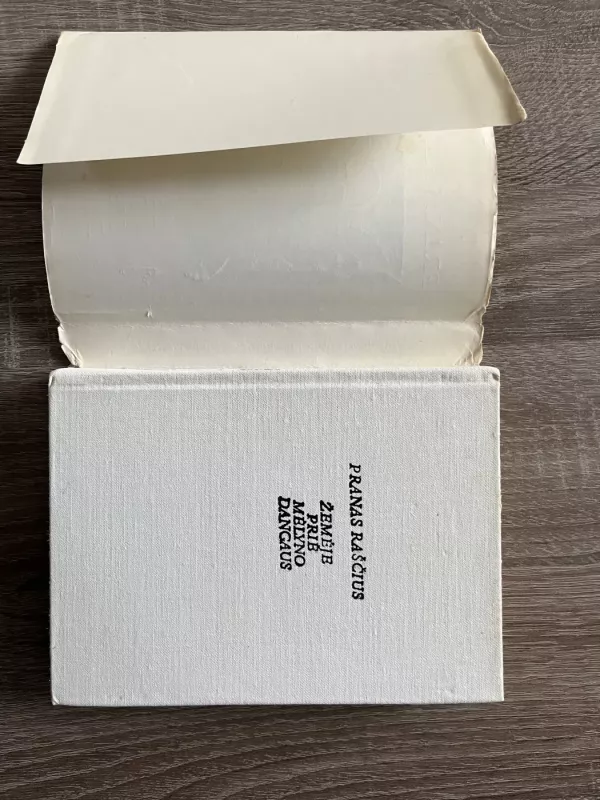 PRANAS RAŠČIUS
ŽEMĖJE
PRIE
MĖLYNO
DANGAUS